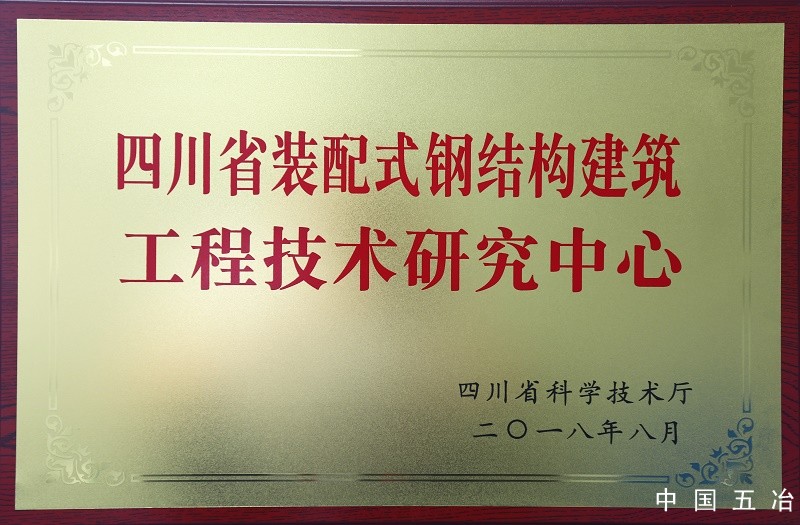 四川省装配式钢结构建筑
工程技术研究中心
四川省科学技术厅
二〇一八年八月
中国五冶